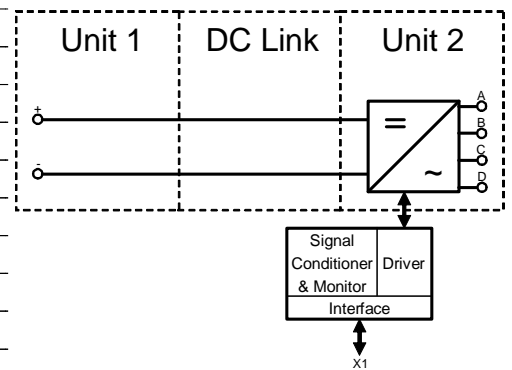 Unit 1 DC Link Unit 2
+
-
=
~
A
B
C
D
Signal
Conditioner
& Monitor
Driver
Interface
X1